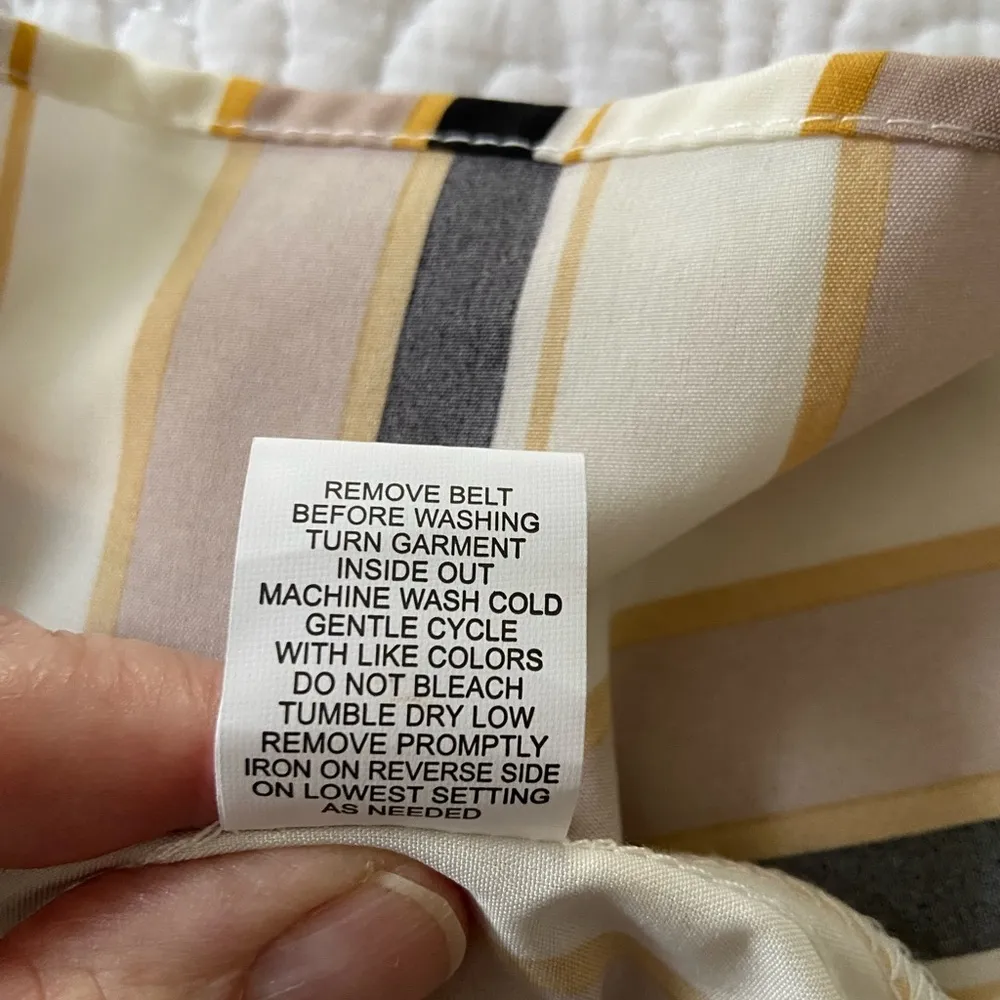 REMOVE BELT
BEFORE WASHING
TURN GARMENT
INSIDE OUT
MACHINE WASH COLD
GENTLE CYCLE
WITH LIKE COLORS
DO NOT BLEACH
TUMBLE DRY LOW
REMOVE PROMPTLY
IRON ON REVERSE SIDE
ON LOWEST SETTING
AS NEEDED